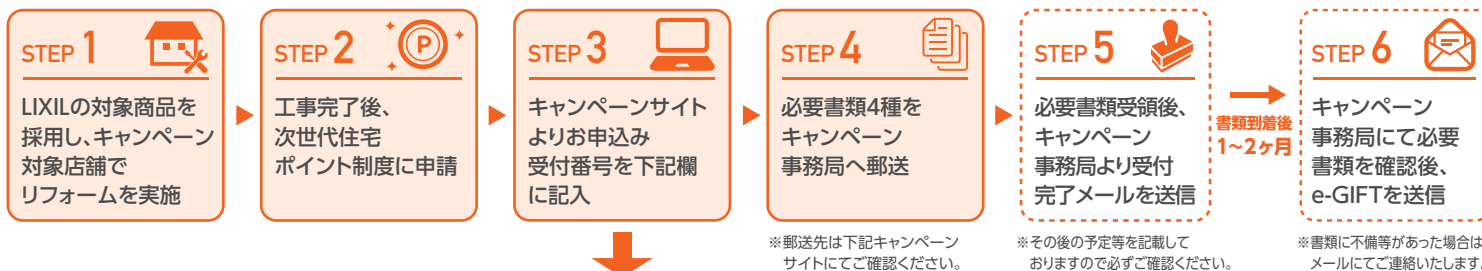 STEP 1
LIXILの対象商品を
採用し、キャンペーン
対象店舗で
リフォームを実施
STEP 2
P
工事完了後、
次世代住宅
ポイント制度に申請
STEP 3
キャンペーンサイト
よりお申込み
受付番号を下記欄
に記入
STEP 4
必要書類4種を
キャンペーン
事務局へ郵送
※郵送先は下記キャンペーン
サイトにてご確認ください。
STEP 5
必要書類受領後、
キャンペーン
事務局より受付
完了メールを送信
※その後の予定等を記載して
おりますので必ずご確認ください。
書類到着後
1~2ヶ月
STEP 6
キャンペーン
事務局にて必要
書類を確認後、
e-GIFTを送信
※書類に不備等があった場合は
メールにてご連絡いたします。